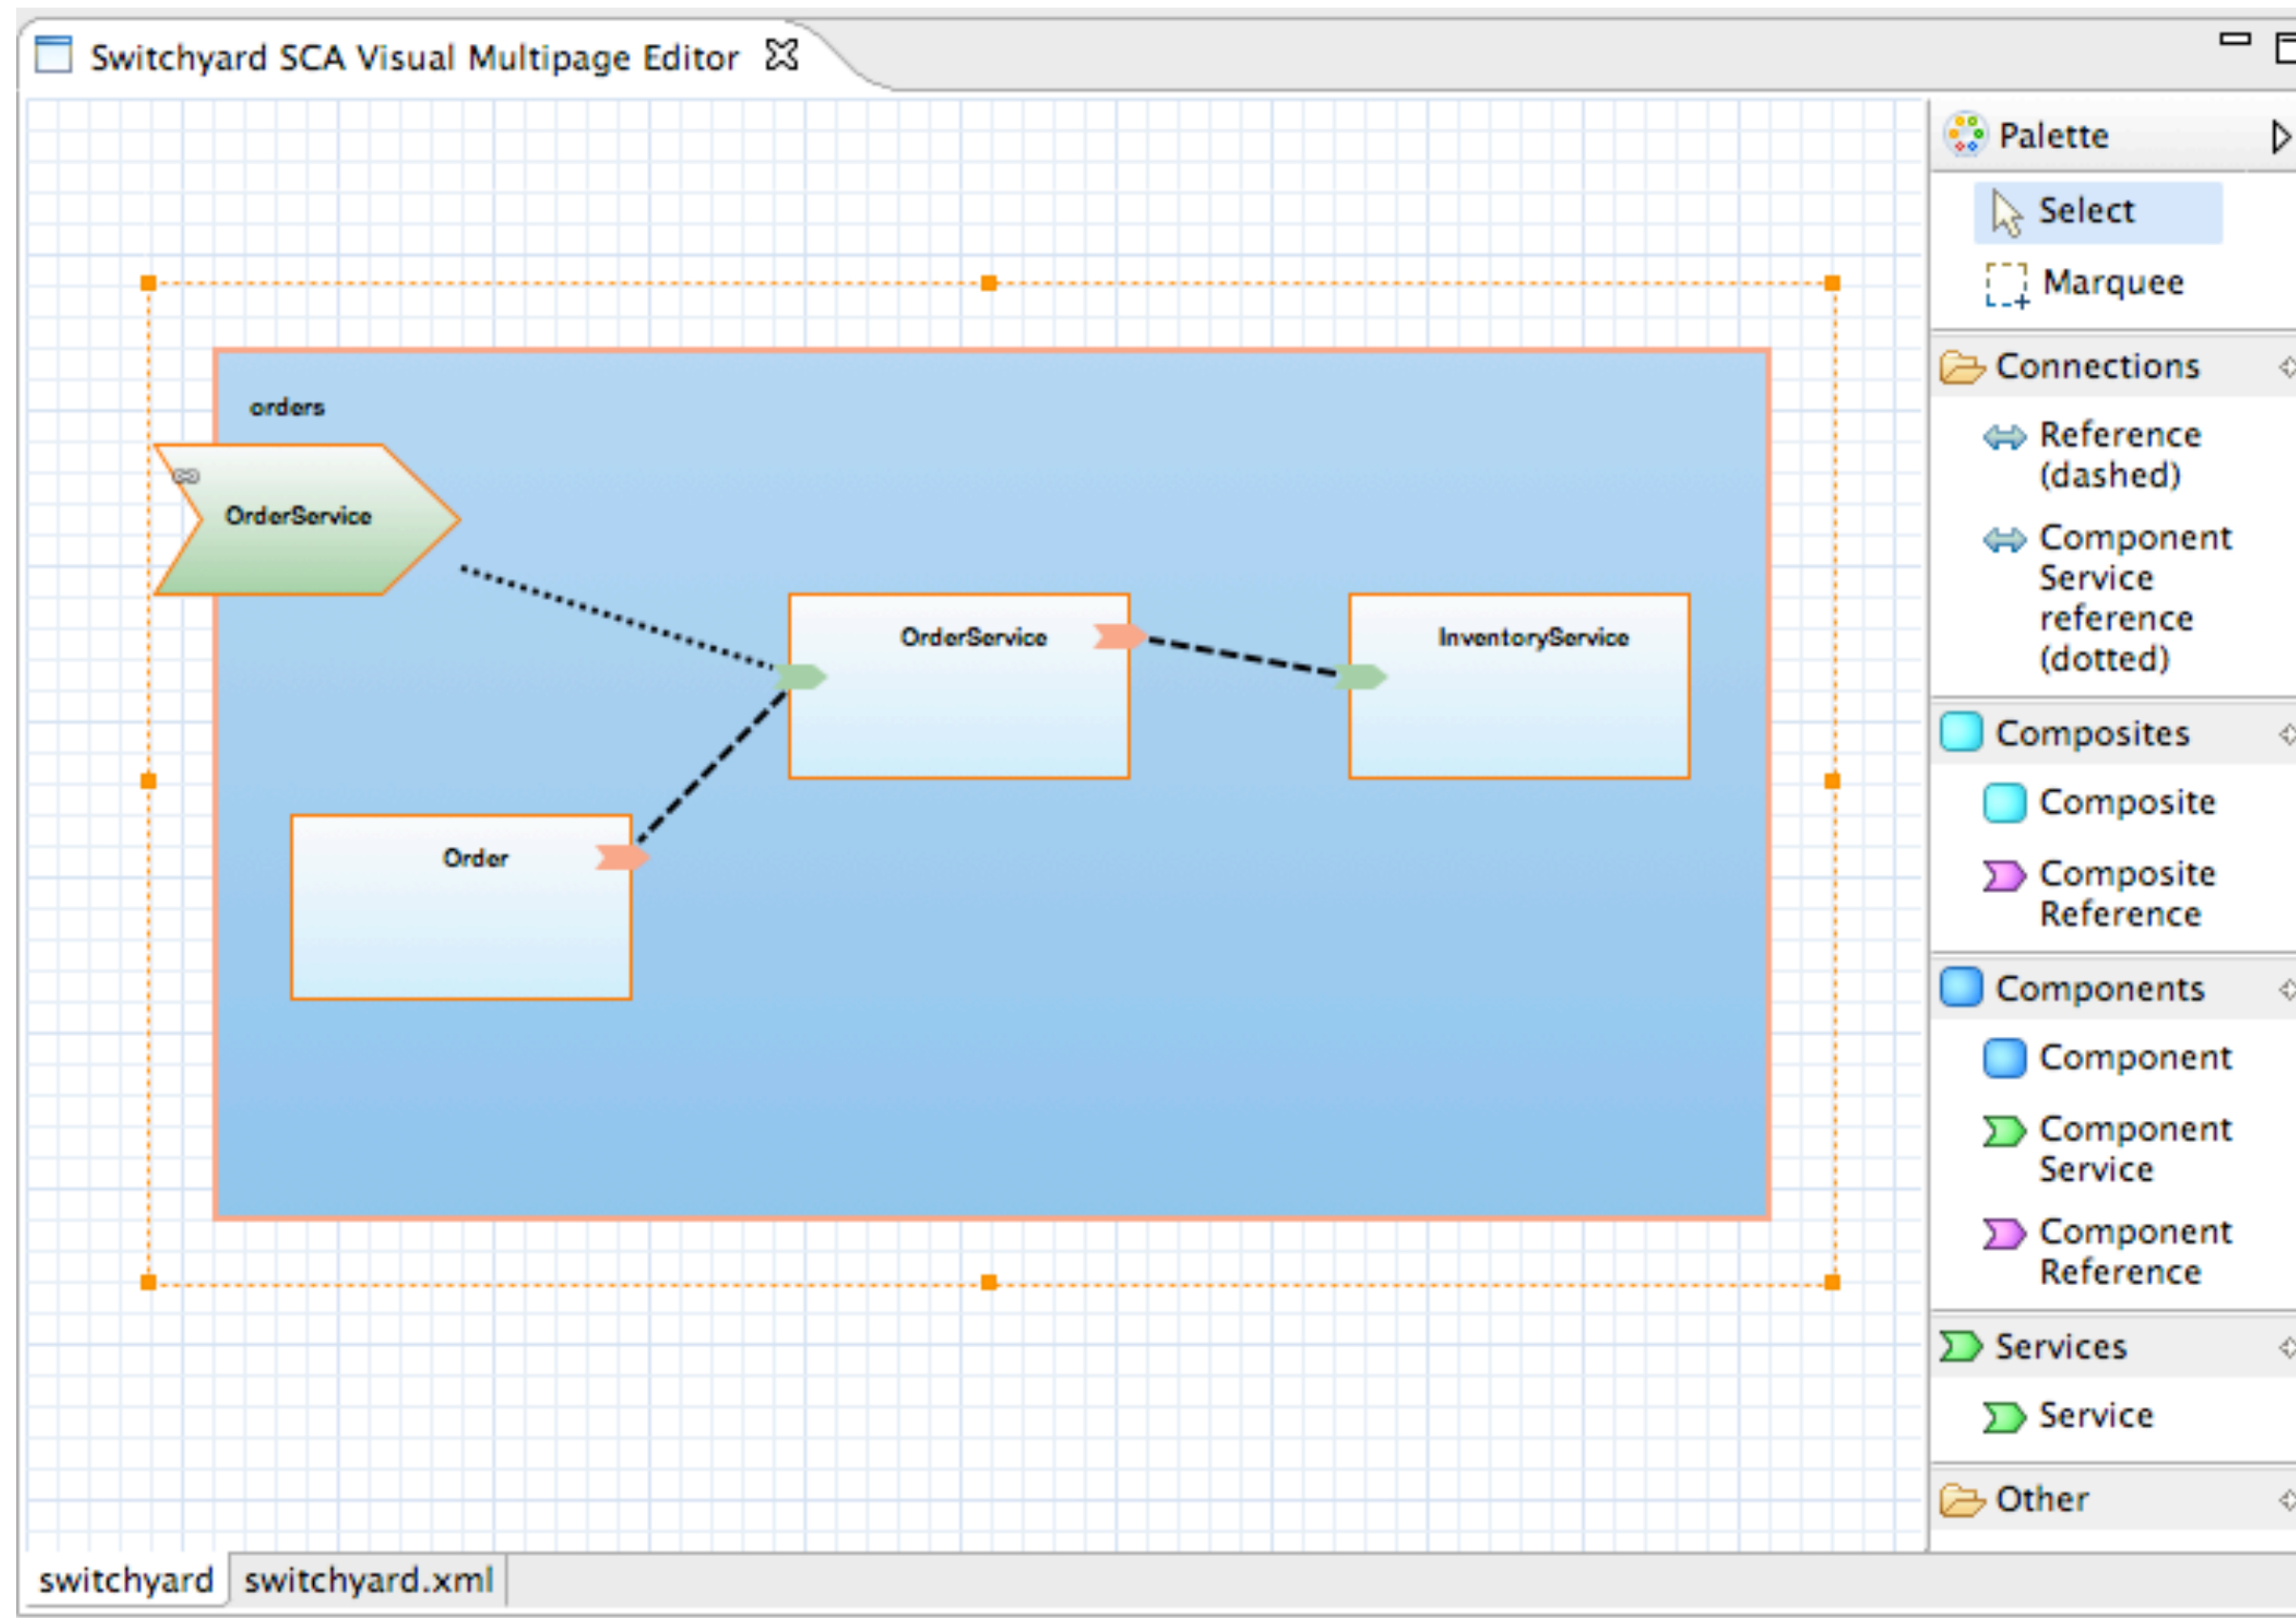 Switchyard SCA Visual Multipage Editor
orders
OrderService
OrderService
InventoryService
Order
Palette
Select
Marquee
Connections
Reference
(dashed)
Component
Service
reference
(dotted)
Composites
Composite
Composite
Reference
Components
Component
Component
Service
Component
Reference
Services
Service
Other
switchyard
switchyard.xml